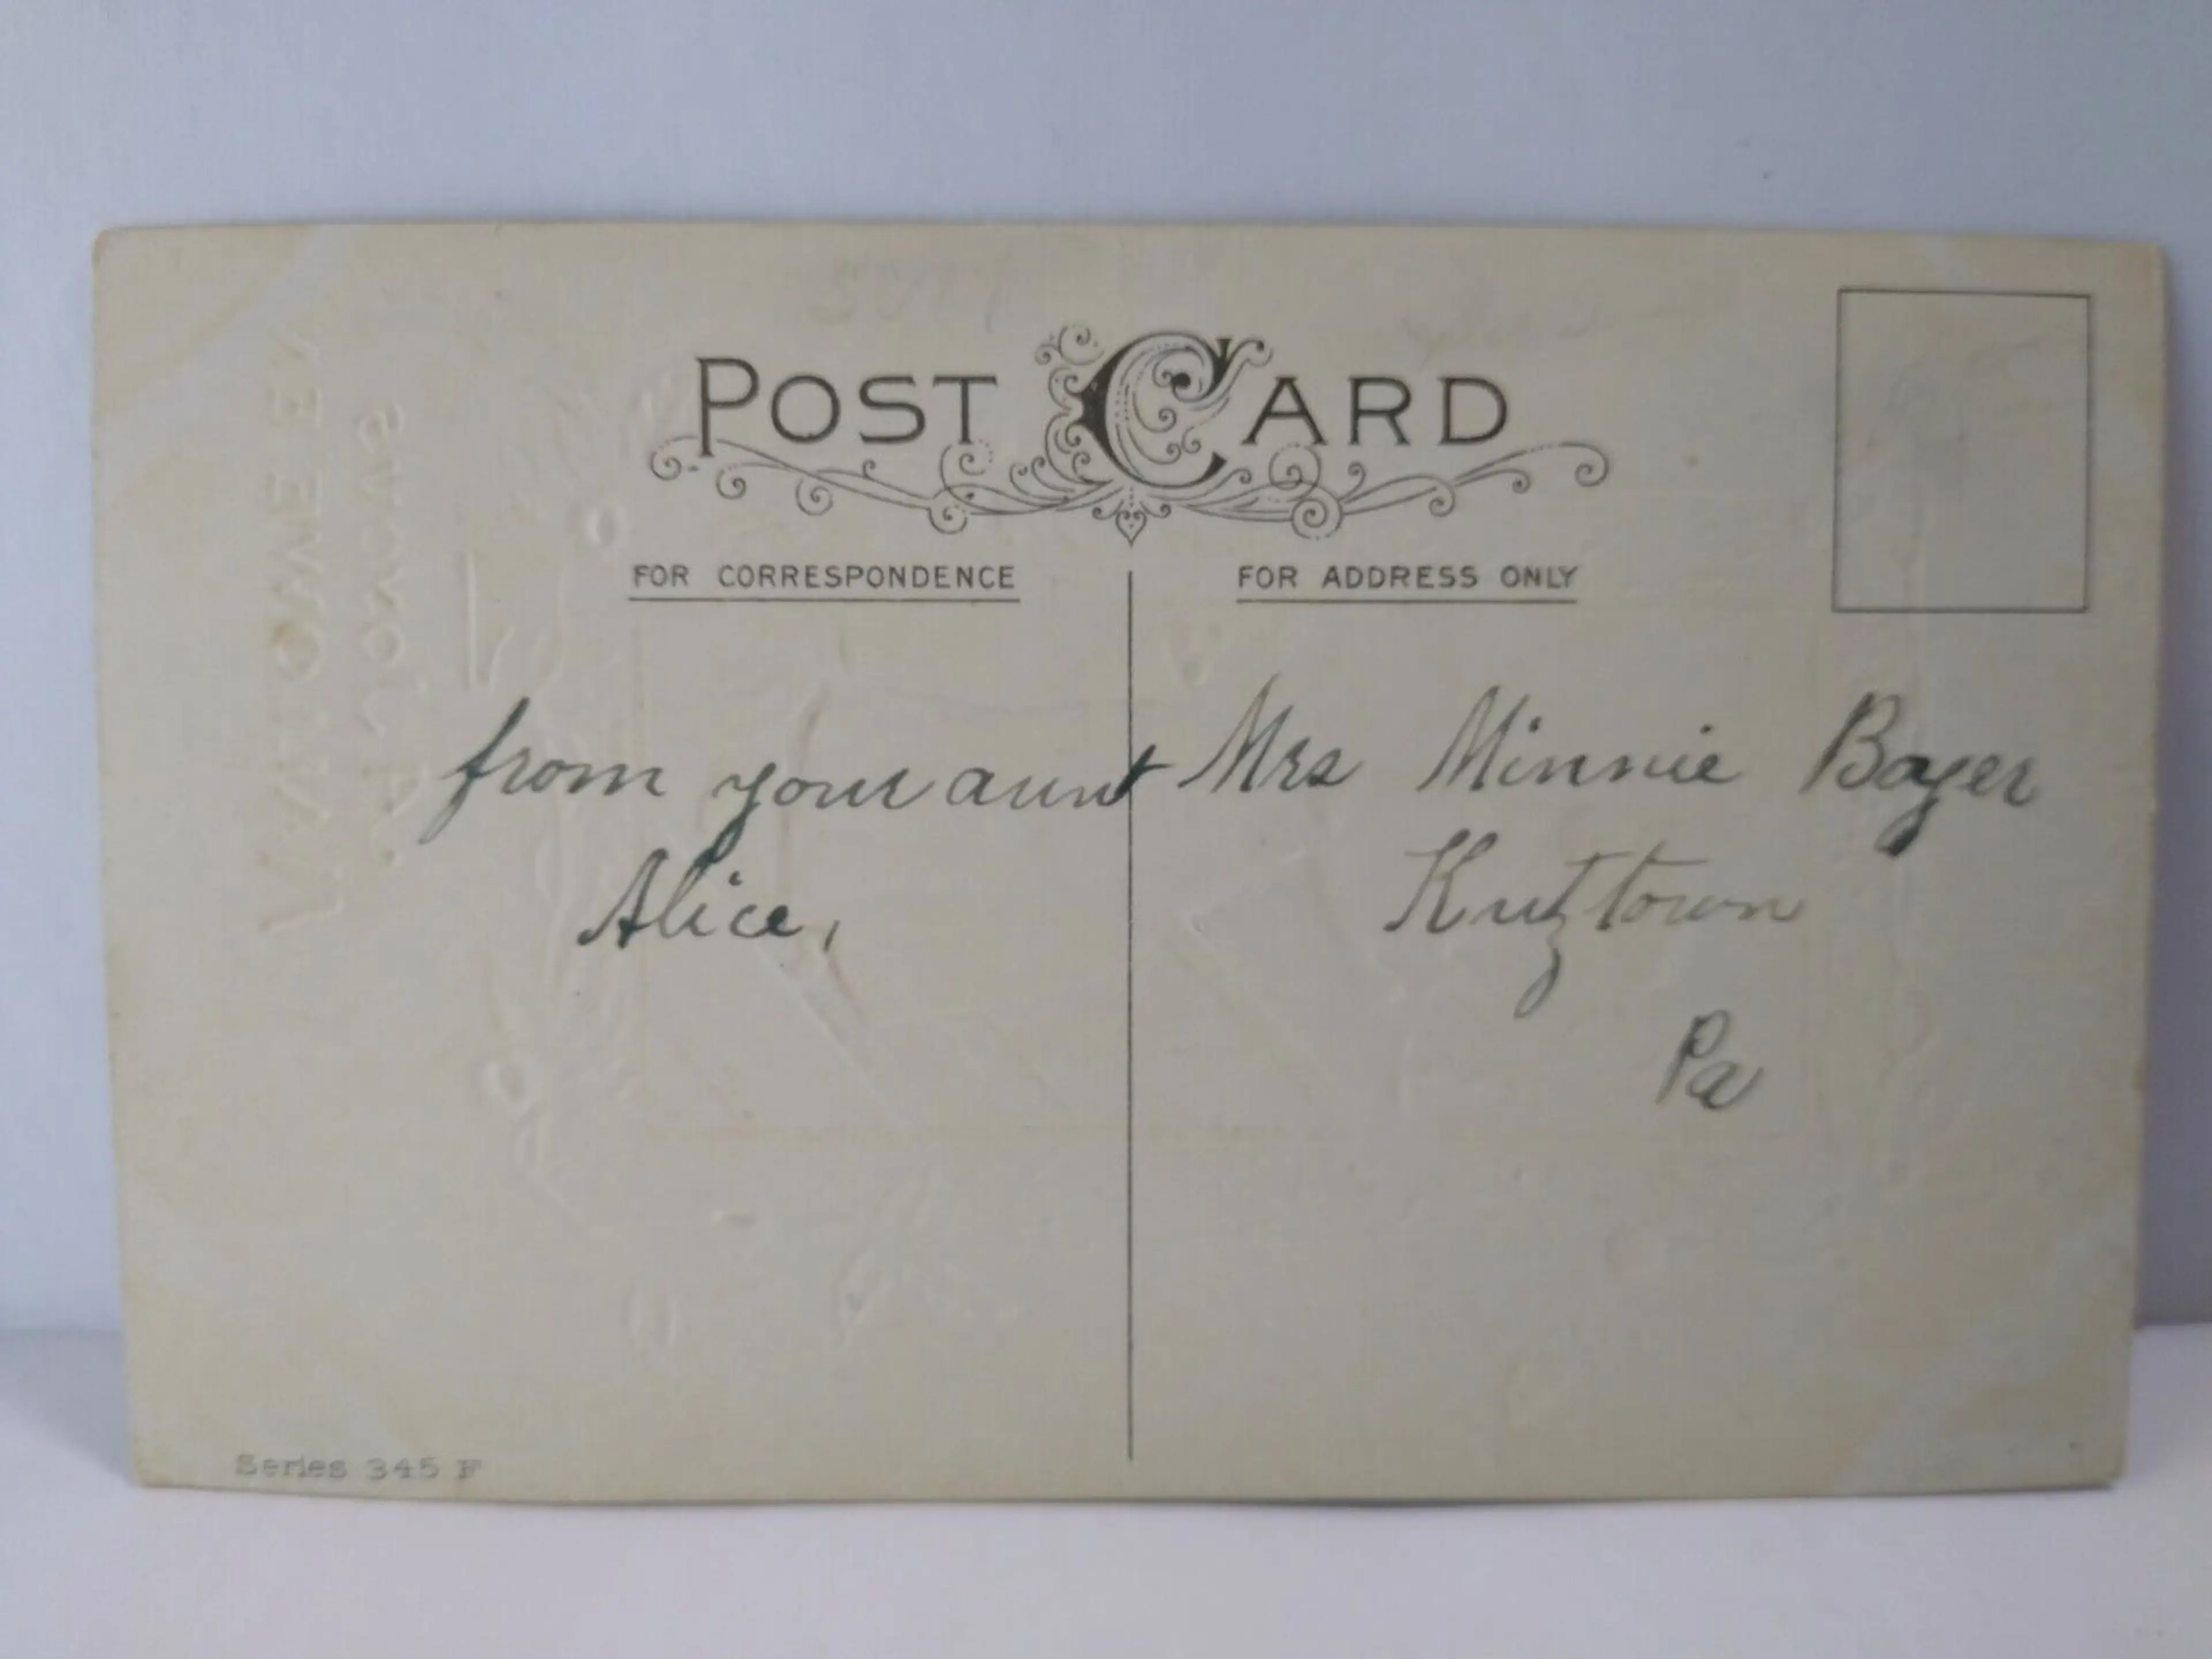 POST CARD
FOR CORRESPONDENCE
FOR ADDRESS ONLY
from your aunt
Alice,
Mrs Minnie Boyer
Kutztown
Pa
Series 345 F